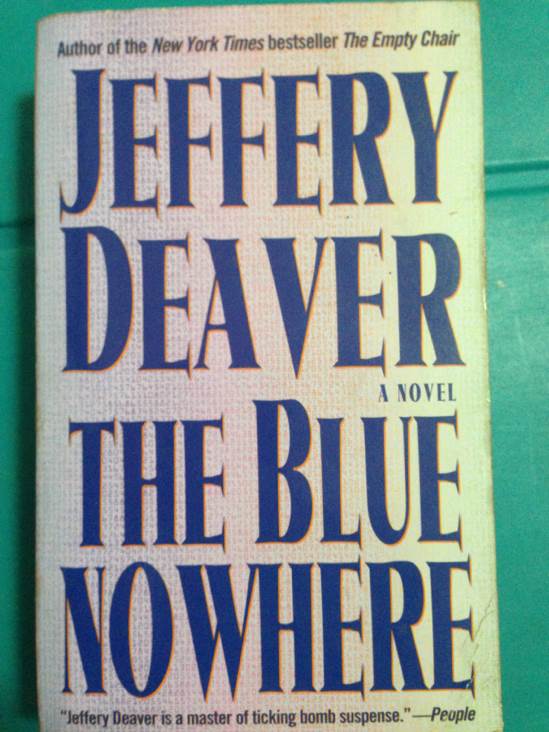 Author of the New York Times bestseller The Empty Chair
JEFFERY
DEAVER
A NOVEL
THE BLUE
NOWHERE
"Jeffery Deaver is a master of ticking bomb suspense."—People